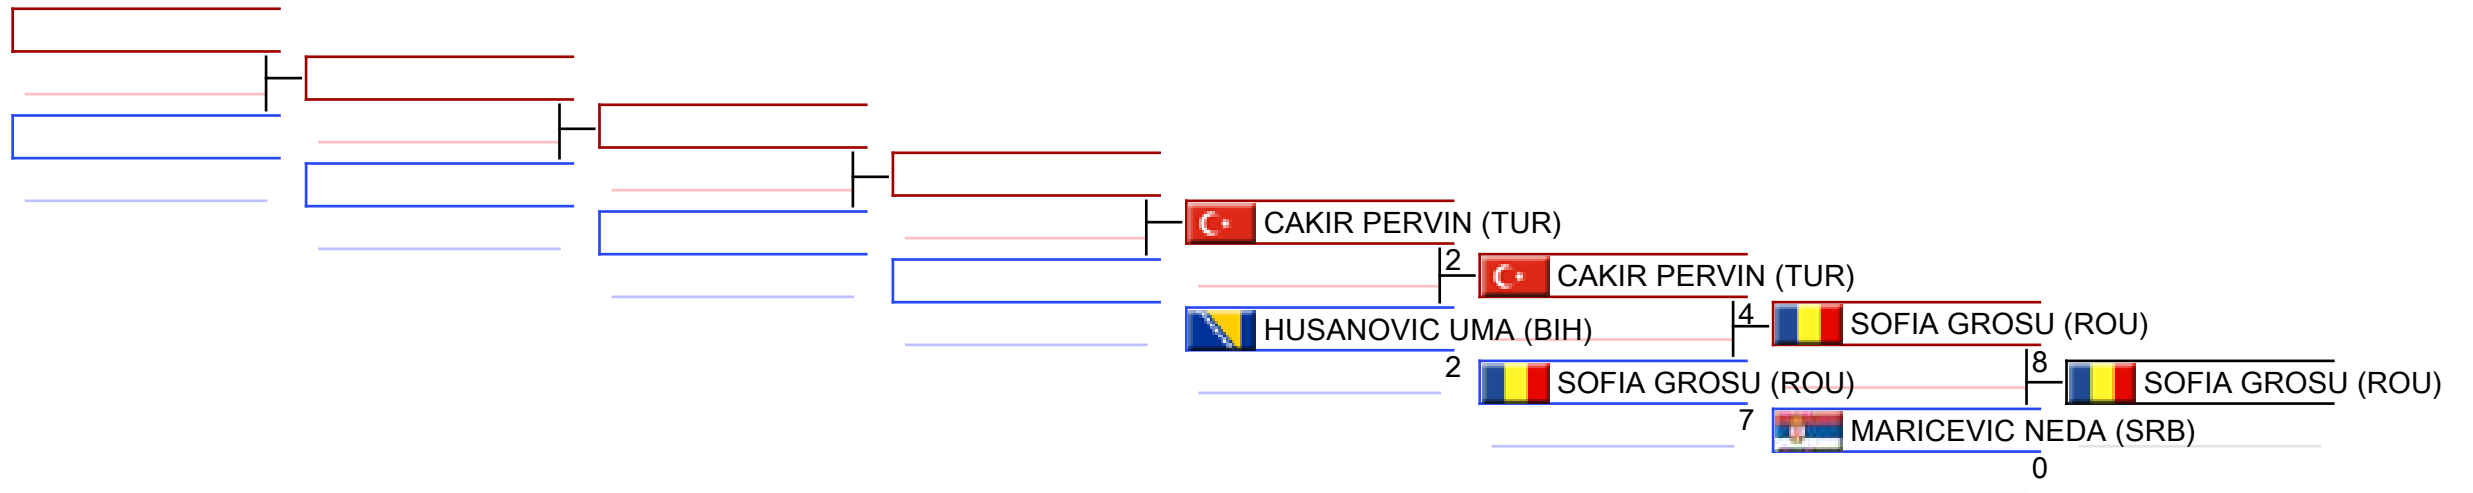 CAKIR PERVIN (TUR)
2
CAKIR PERVIN (TUR)
HUSANOVIC UMA (BIH)
2
4
SOFIA GROSU (ROU)
SOFIA GROSU (ROU)
7
8
SOFIA GROSU (ROU)
MARICEVIC NEDA (SRB)
0